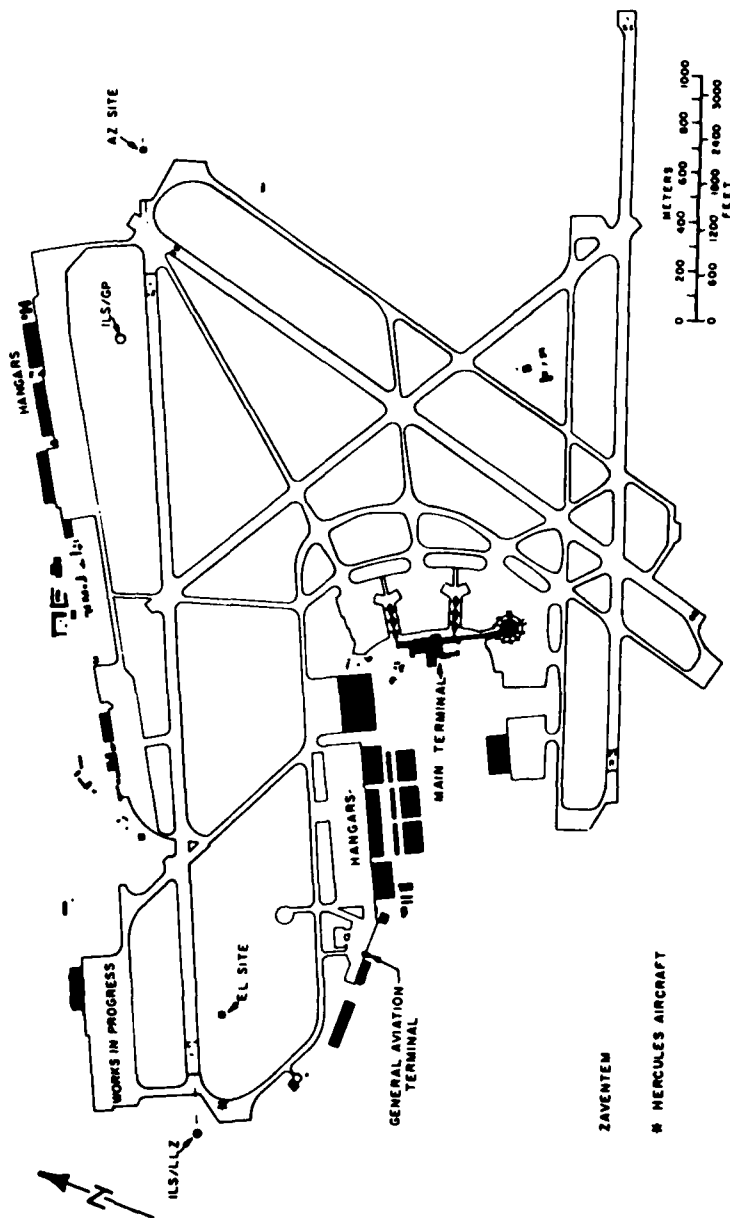 HANGARS
AZ SITE
ILS/GP
METERS
0 200 400 600 800 1000
0 600 1200 1800 2400 3000
FEET
WORKS IN PROGRESS
EL SITE
ILS/LLZ
N
HANGARS
MAIN TERMINAL
GENERAL AVIATION
TERMINAL
ZAVENTEM
* HERCULES AIRCRAFT